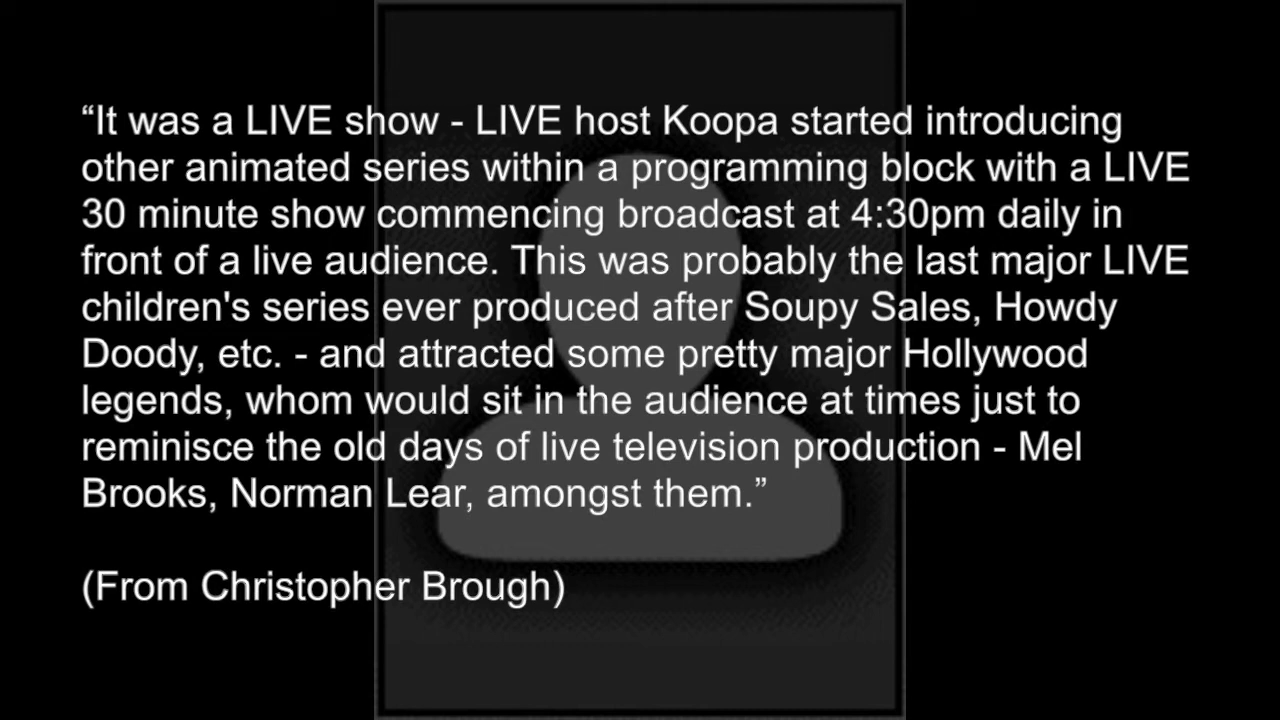 “It was a LIVE show - LIVE host Koopa started introducing
other animated series within a programming block with a LIVE
30 minute show commencing broadcast at 4:30pm daily in
front of a live audience. This was probably the last major LIVE
children's series ever produced after Soupy Sales, Howdy
Doody, etc. - and attracted some pretty major Hollywood
legends, whom would sit in the audience at times just to
reminisce the old days of live television production - Mel
Brooks, Norman Lear, amongst them.”
(From Christopher Brough)